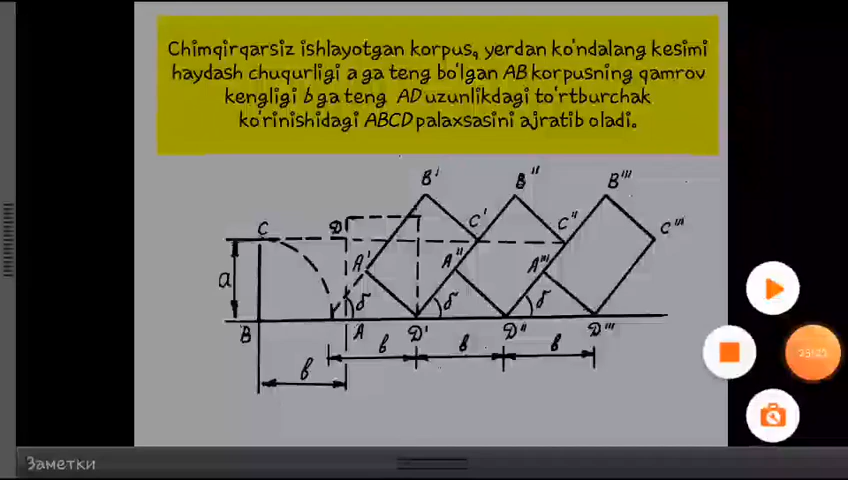 Chimqirqarsiz ishlayotgan korpus, yerdan ko'ndalang kesimi
haydash chuqurligi a ga teng bo'lgan AB korpusning qamrov
kengligi b ga teng AD uzunlikdagi to'rtburchak
ko'rinishidagi ABCD palaxsasini ajratib oladi.
B' B" B'''
C D C' C" C'''
a A' A" A'''
δ δ δ
B A D' D" D'''
в в в
в
Заметки